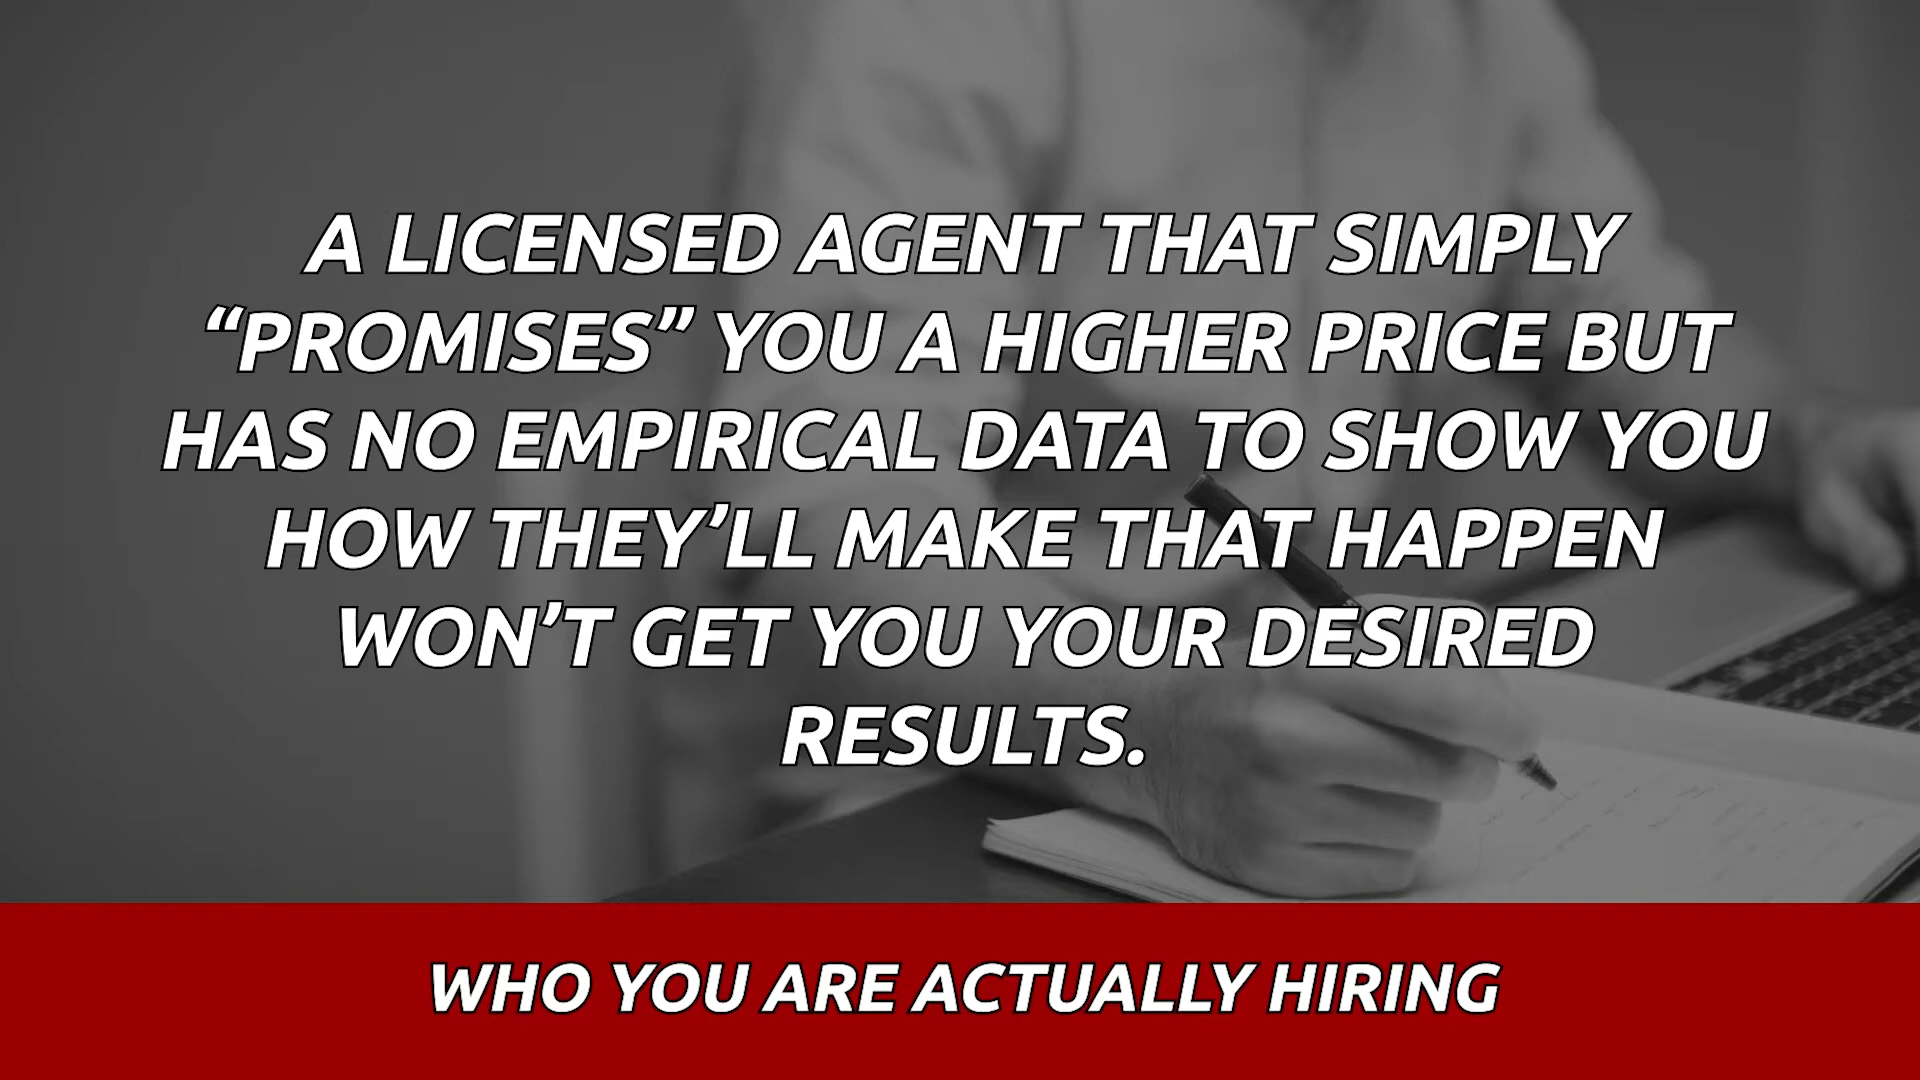 A LICENSED AGENT THAT SIMPLY
“PROMISES” YOU A HIGHER PRICE BUT
HAS NO EMPIRICAL DATA TO SHOW YOU
HOW THEY’LL MAKE THAT HAPPEN
WON’T GET YOU YOUR DESIRED
RESULTS.
WHO YOU ARE ACTUALLY HIRING